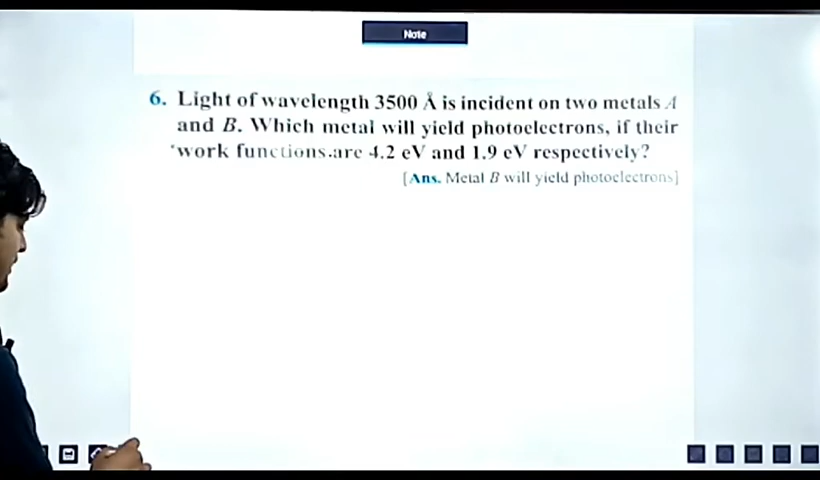 Note
6. Light of wavelength 3500 Å is incident on two metals A
and B. Which metal will yield photoelectrons, if their
work functions are 4.2 eV and 1.9 eV respectively?
[Ans. Metal B will yield photoelectrons]